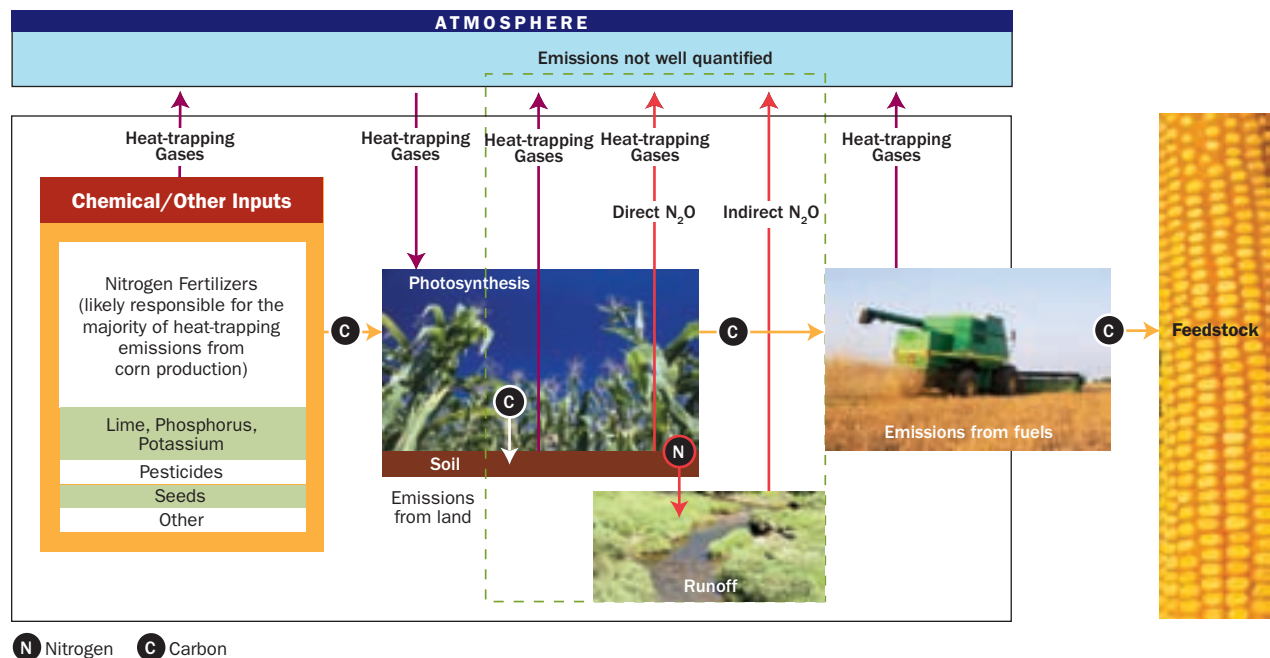 ATMOSPHERE
Emissions not well quantified
Heat-trapping
Gases
Heat-trapping
Gases
Heat-trapping
Gases
Heat-trapping
Gases
Heat-trapping
Gases
Direct N₂O
Indirect N₂O
Chemical/Other Inputs
Nitrogen Fertilizers
(likely responsible for the
majority of heat-trapping
emissions from
corn production)
Lime, Phosphorus,
Potassium
Pesticides
Seeds
Other
C
Photosynthesis
C
Soil
N
Emissions
from land
Runoff
C
Emissions from fuels
C
Feedstock
N Nitrogen C Carbon